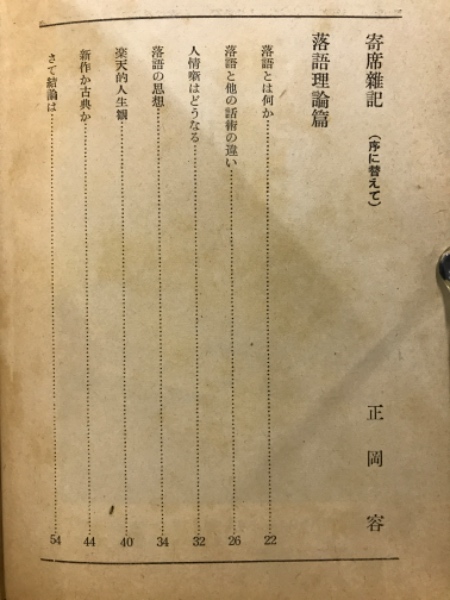 寄席雜記 （序に替えて） 正岡容
落語理論篇
落語とは何か 22
落語と他の話術の違い 26
人情噺はどうなる 32
落語の思想 34
楽天的人生観 40
新作か古典か 44
さて結論は 54